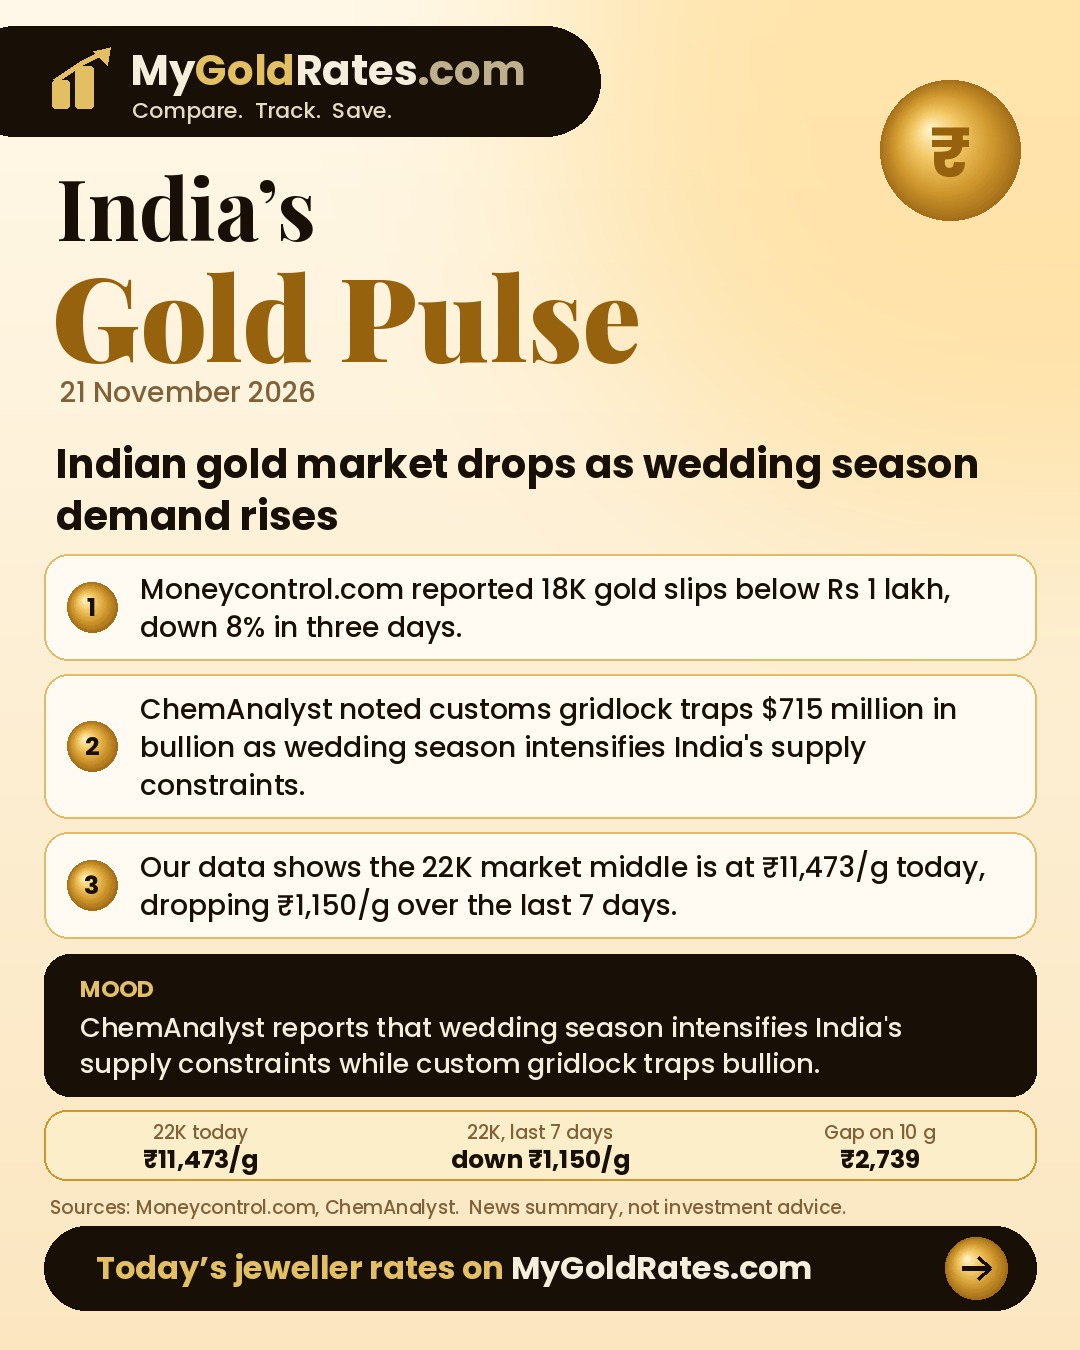 MyGoldRates.com
Compare. Track. Save.
₹
India’s
Gold Pulse
21 November 2026
Indian gold market drops as wedding season
demand rises
1
Moneycontrol.com reported 18K gold slips below Rs 1 lakh,
down 8% in three days.
2
ChemAnalyst noted customs gridlock traps $715 million in
bullion as wedding season intensifies India's supply
constraints.
3
Our data shows the 22K market middle is at ₹11,473/g today,
dropping ₹1,150/g over the last 7 days.
MOOD
ChemAnalyst reports that wedding season intensifies India's
supply constraints while custom gridlock traps bullion.
22K today
₹11,473/g
22K, last 7 days
down ₹1,150/g
Gap on 10 g
₹2,739
Sources: Moneycontrol.com, ChemAnalyst. News summary, not investment advice.
Today’s jeweller rates on MyGoldRates.com